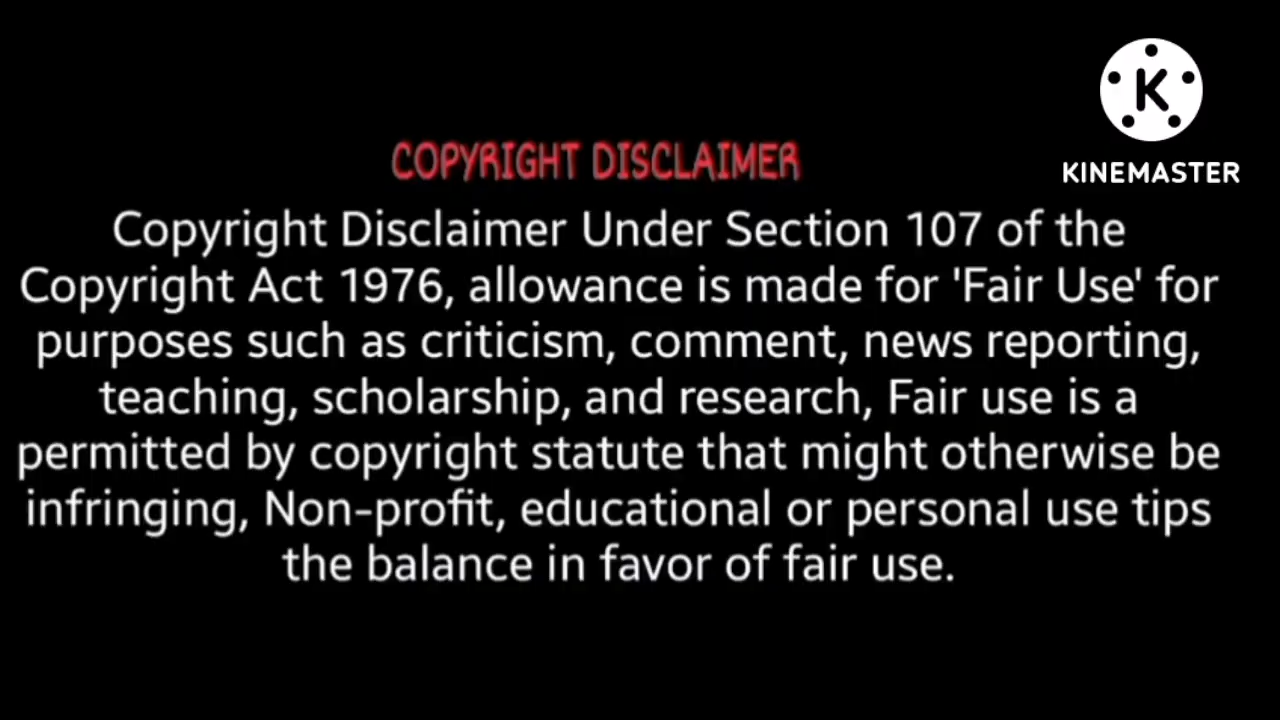 K
KINEMASTER
COPYRIGHT DISCLAIMER
Copyright Disclaimer Under Section 107 of the
Copyright Act 1976, allowance is made for 'Fair Use' for
purposes such as criticism, comment, news reporting,
teaching, scholarship, and research, Fair use is a
permitted by copyright statute that might otherwise be
infringing, Non-profit, educational or personal use tips
the balance in favor of fair use.